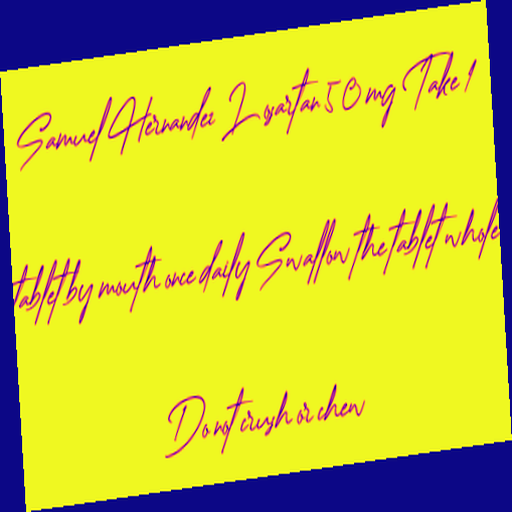 Samuel Hernandez Losartan 50 mg Take 1
tablet by mouth once daily Swallow the tablet whole
Do not crush or chew